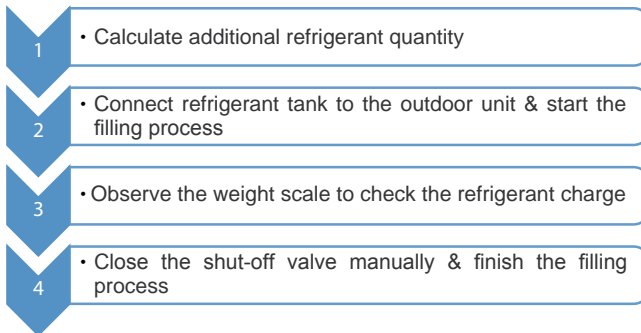 1
• Calculate additional refrigerant quantity
2
• Connect refrigerant tank to the outdoor unit & start the
filling process
3
• Observe the weight scale to check the refrigerant charge
4
• Close the shut-off valve manually & finish the filling
process